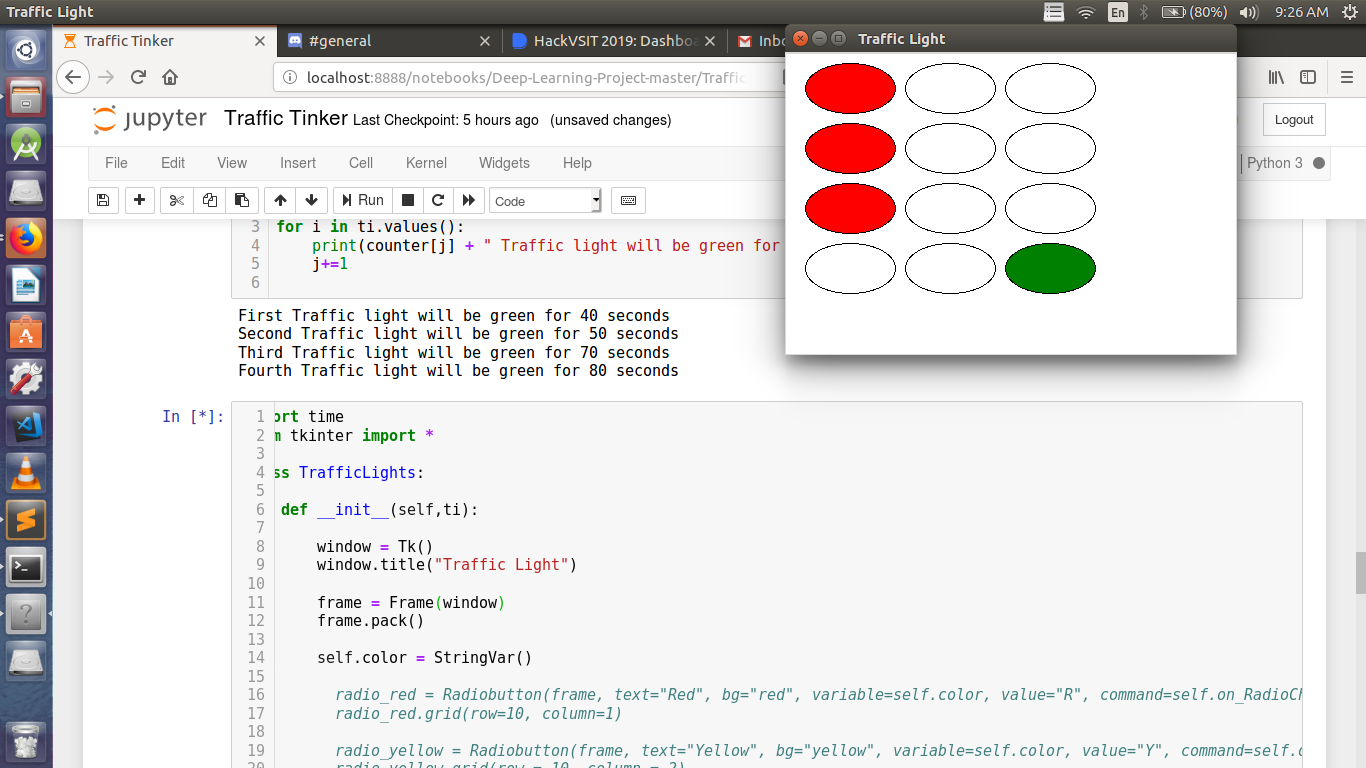 Traffic Light
En
(80%)
9:26 AM
Traffic Tinker
#general
HackVSIT 2019: Dashbo
Inbo
Traffic Light
localhost:8888/notebooks/Deep-Learning-Project-master/Traffic
jupyter
Traffic Tinker Last Checkpoint: 5 hours ago (unsaved changes)
Logout
File Edit View Insert Cell Kernel Widgets Help
Python 3
Run
Code
3 for i in ti.values():
4 print(counter[j] + " Traffic light will be green for
5 j+=1
6
First Traffic light will be green for 40 seconds
Second Traffic light will be green for 50 seconds
Third Traffic light will be green for 70 seconds
Fourth Traffic light will be green for 80 seconds
In [*]:
1 ort time
2 m tkinter import *
3
4 ss TrafficLights:
5
6 def __init__(self,ti):
7
8 window = Tk()
9 window.title("Traffic Light")
10
11 frame = Frame(window)
12 frame.pack()
13
14 self.color = StringVar()
15
16 radio_red = Radiobutton(frame, text="Red", bg="red", variable=self.color, value="R", command=self.on_RadioCh
17 radio_red.grid(row=10, column=1)
18
19 radio_yellow = Radiobutton(frame, text="Yellow", bg="yellow", variable=self.color, value="Y", command=self.o
20 radio_yellow.grid(row = 10, column = 2)